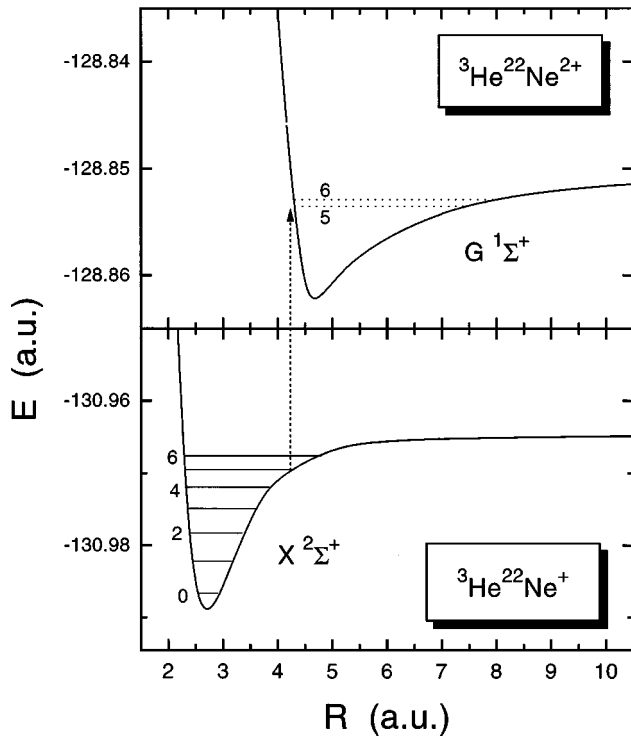 -128.84
³He²²Ne²⁺
-128.85
6
5
G ¹Σ⁺
-128.86
E (a.u.)
-130.96
6
4
2
X ²Σ⁺
-130.98
³He²²Ne⁺
0
2 3 4 5 6 7 8 9 10
R (a.u.)